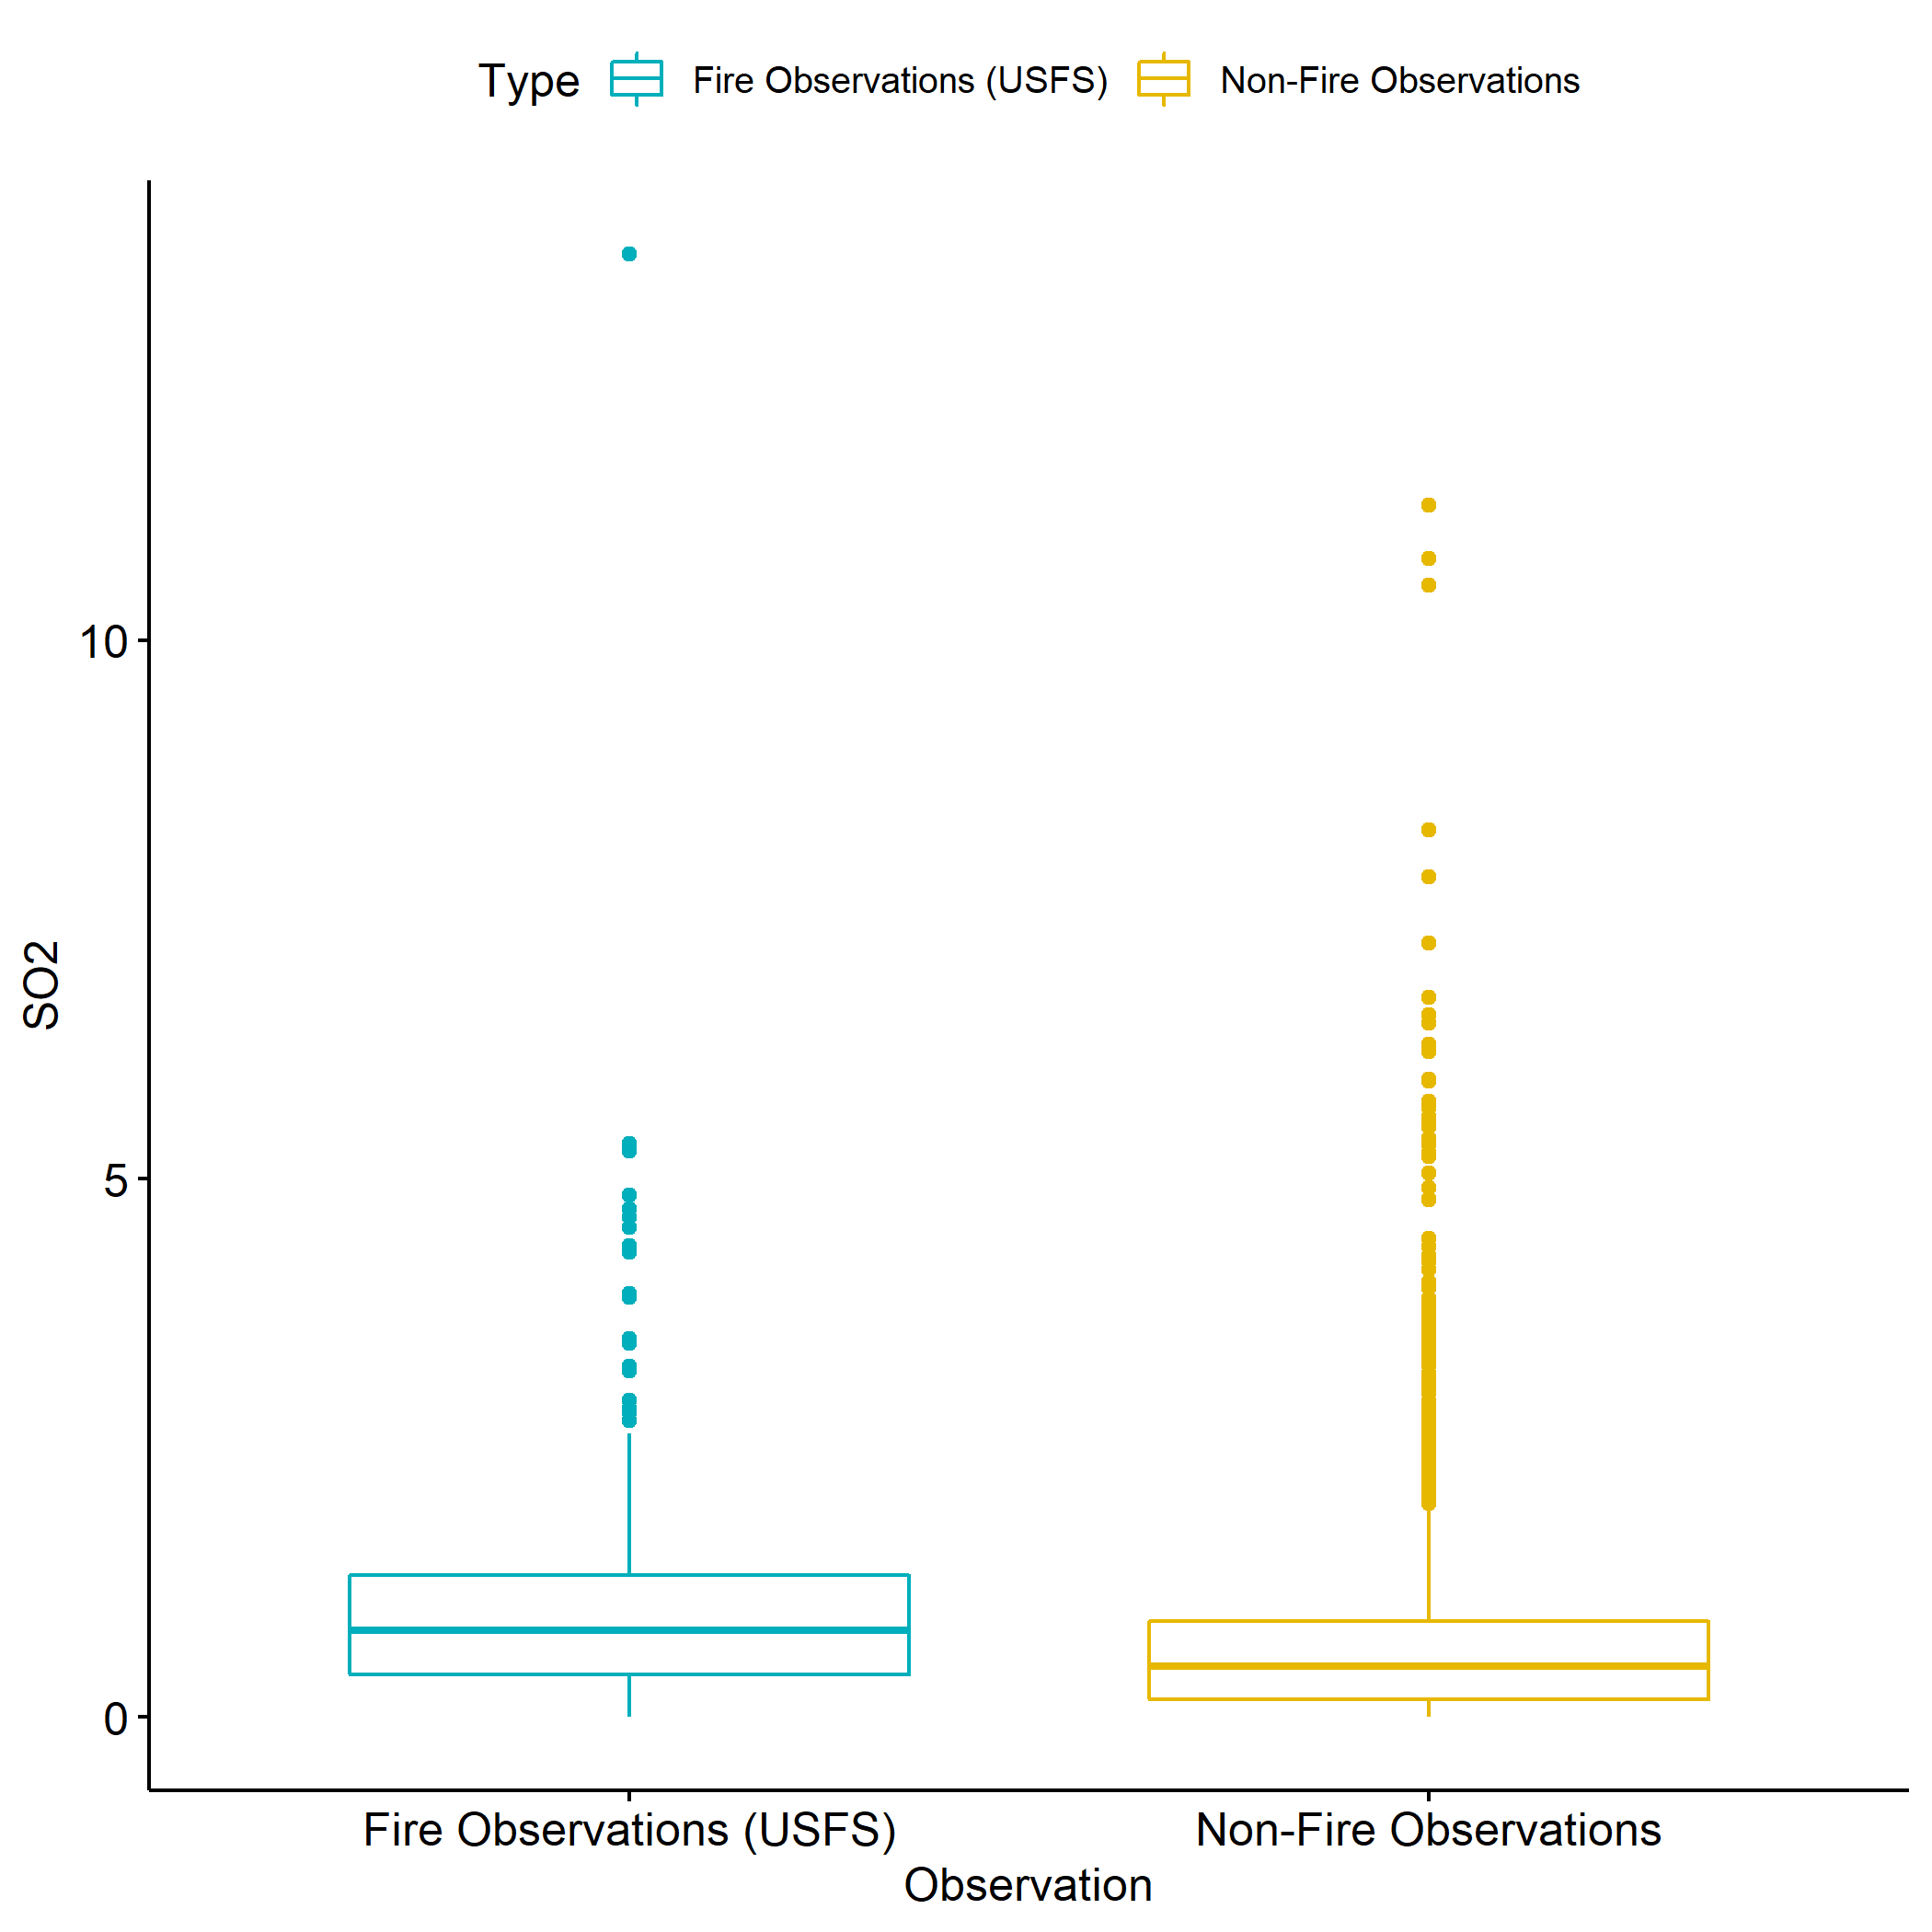 Type Fire Observations (USFS) Non-Fire Observations
10
5
0
SO2
Fire Observations (USFS) Non-Fire Observations
Observation